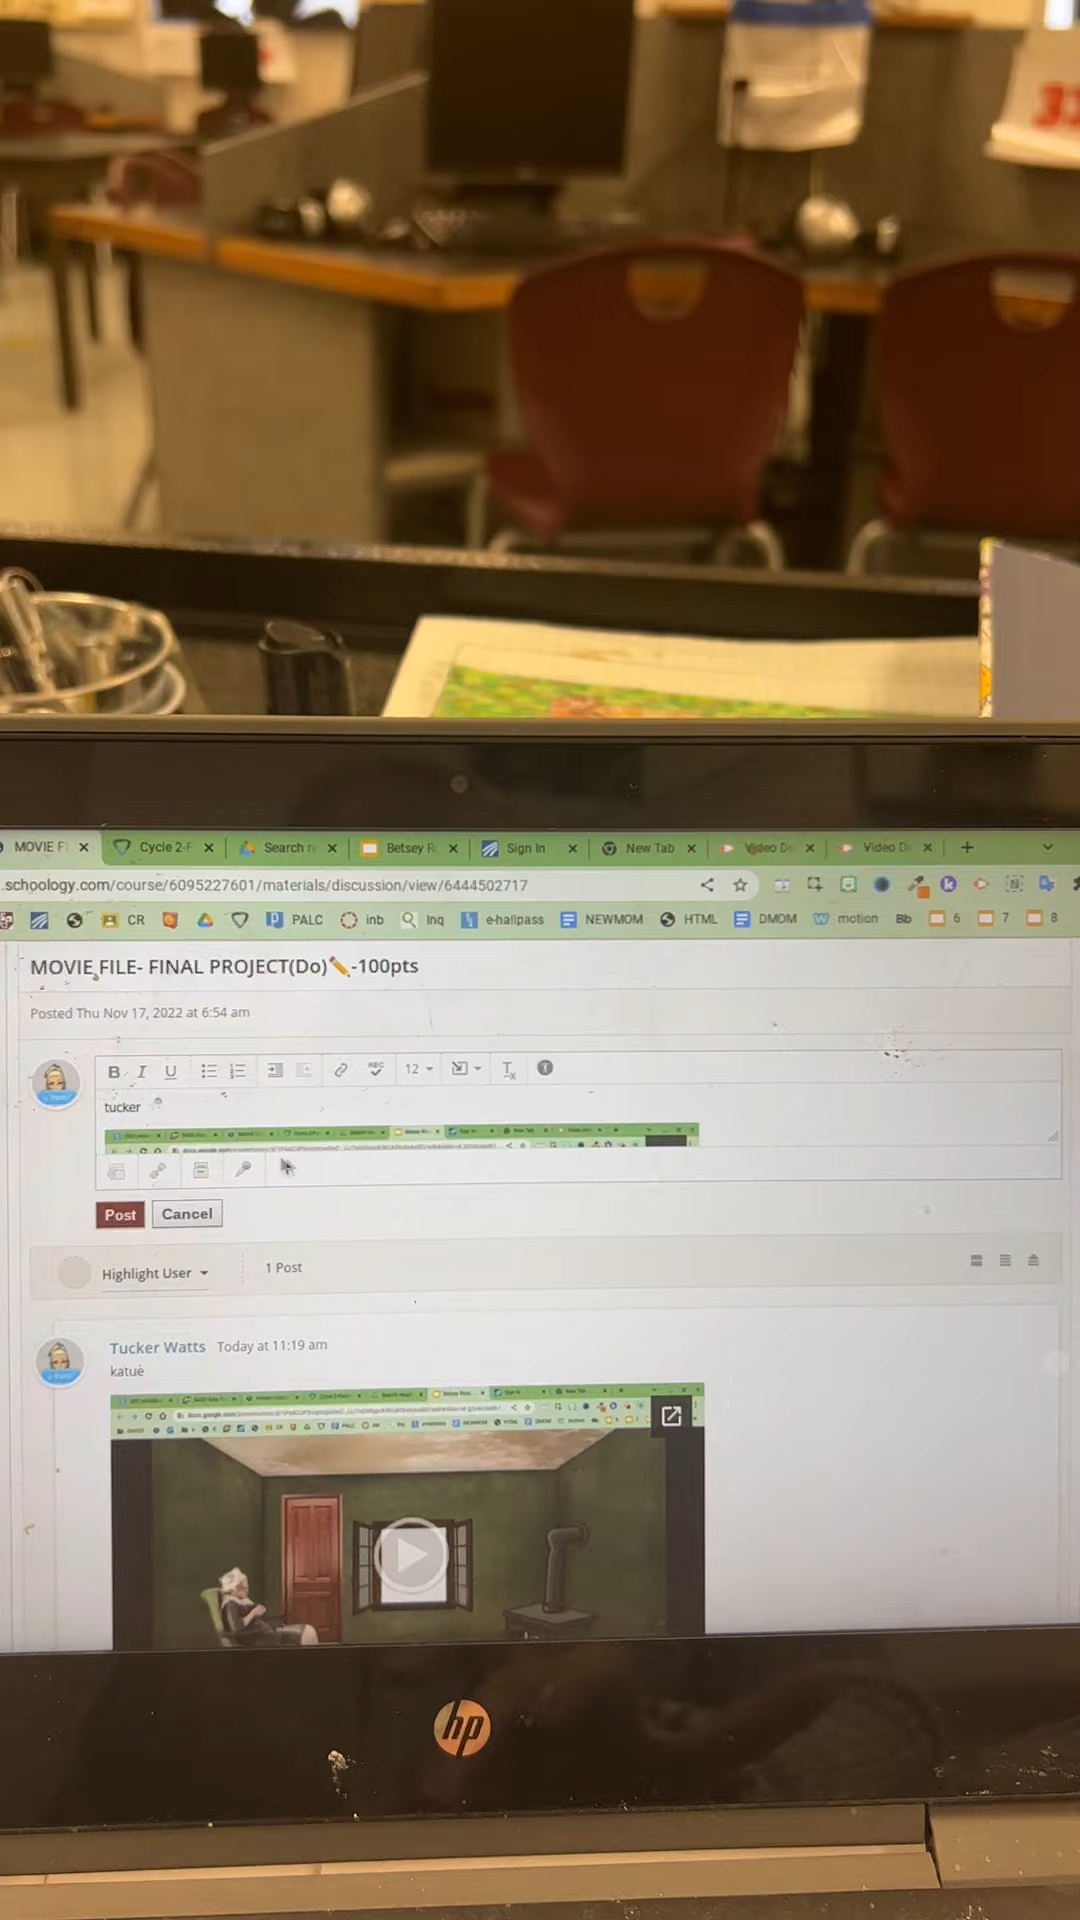 MOVIE F
Cycle 2-F
Search r
Betsey R
Sign In
New Tab
Video De
Video Di
.schoology.com/course/6095227601/materials/discussion/view/6444502717
CR
PALC
inb
Inq
e-hallpass
NEWMOM
HTML
DMOM
motion
Bb
6
7
8
MOVIE FILE- FINAL PROJECT(Do)✏️-100pts
Posted Thu Nov 17, 2022 at 6:54 am
B I U
12
tucker
Post Cancel
Highlight User
1 Post
Tucker Watts Today at 11:19 am
katue
hp